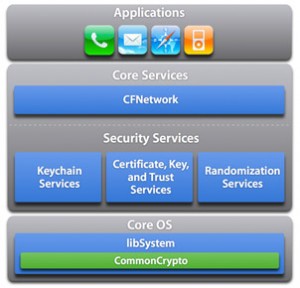 Applications
Core Services
CFNetwork
Security Services
Keychain
Services
Certificate, Key,
and Trust
Services
Randomization
Services
Core OS
libSystem
CommonCrypto